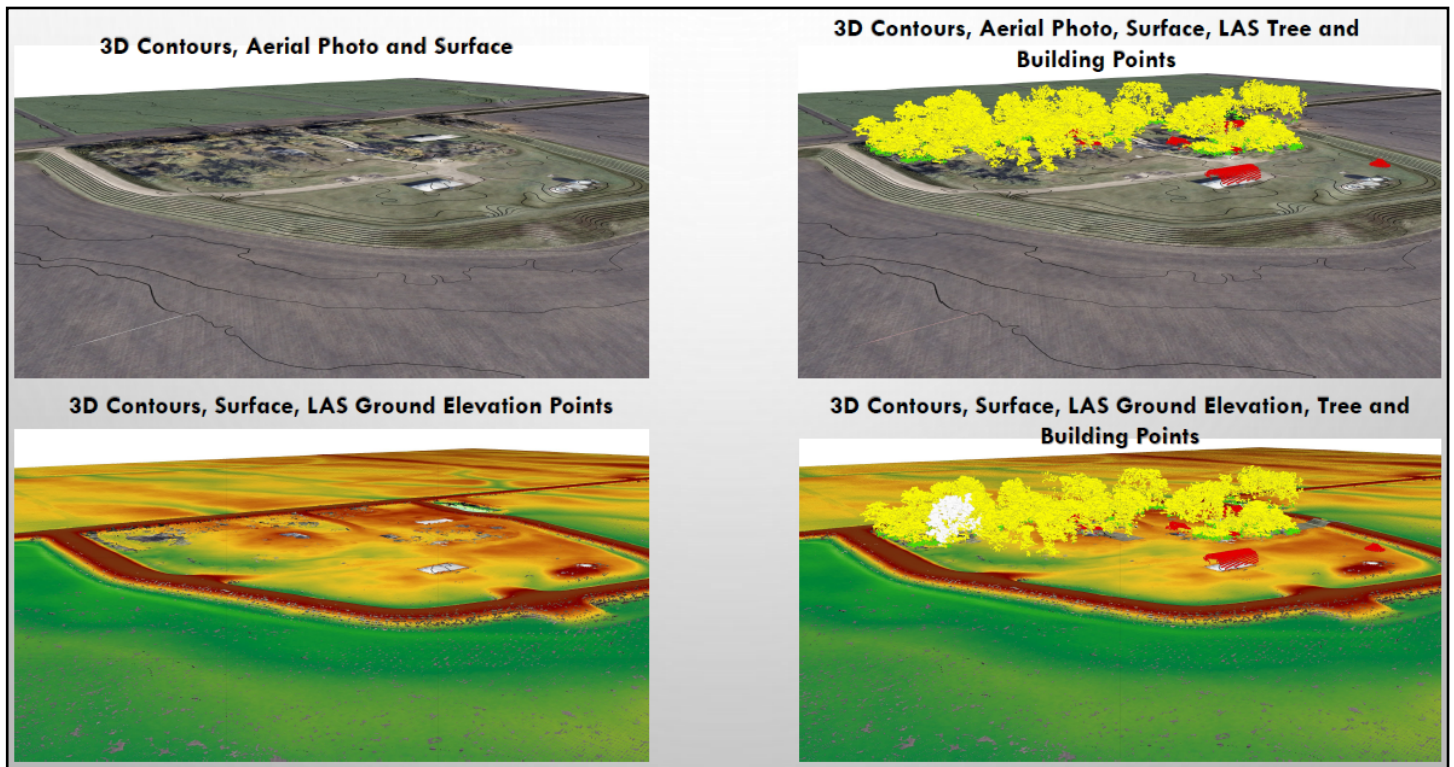 3D Contours, Aerial Photo and Surface
3D Contours, Aerial Photo, Surface, LAS Tree and
Building Points
3D Contours, Surface, LAS Ground Elevation Points
3D Contours, Surface, LAS Ground Elevation, Tree and
Building Points